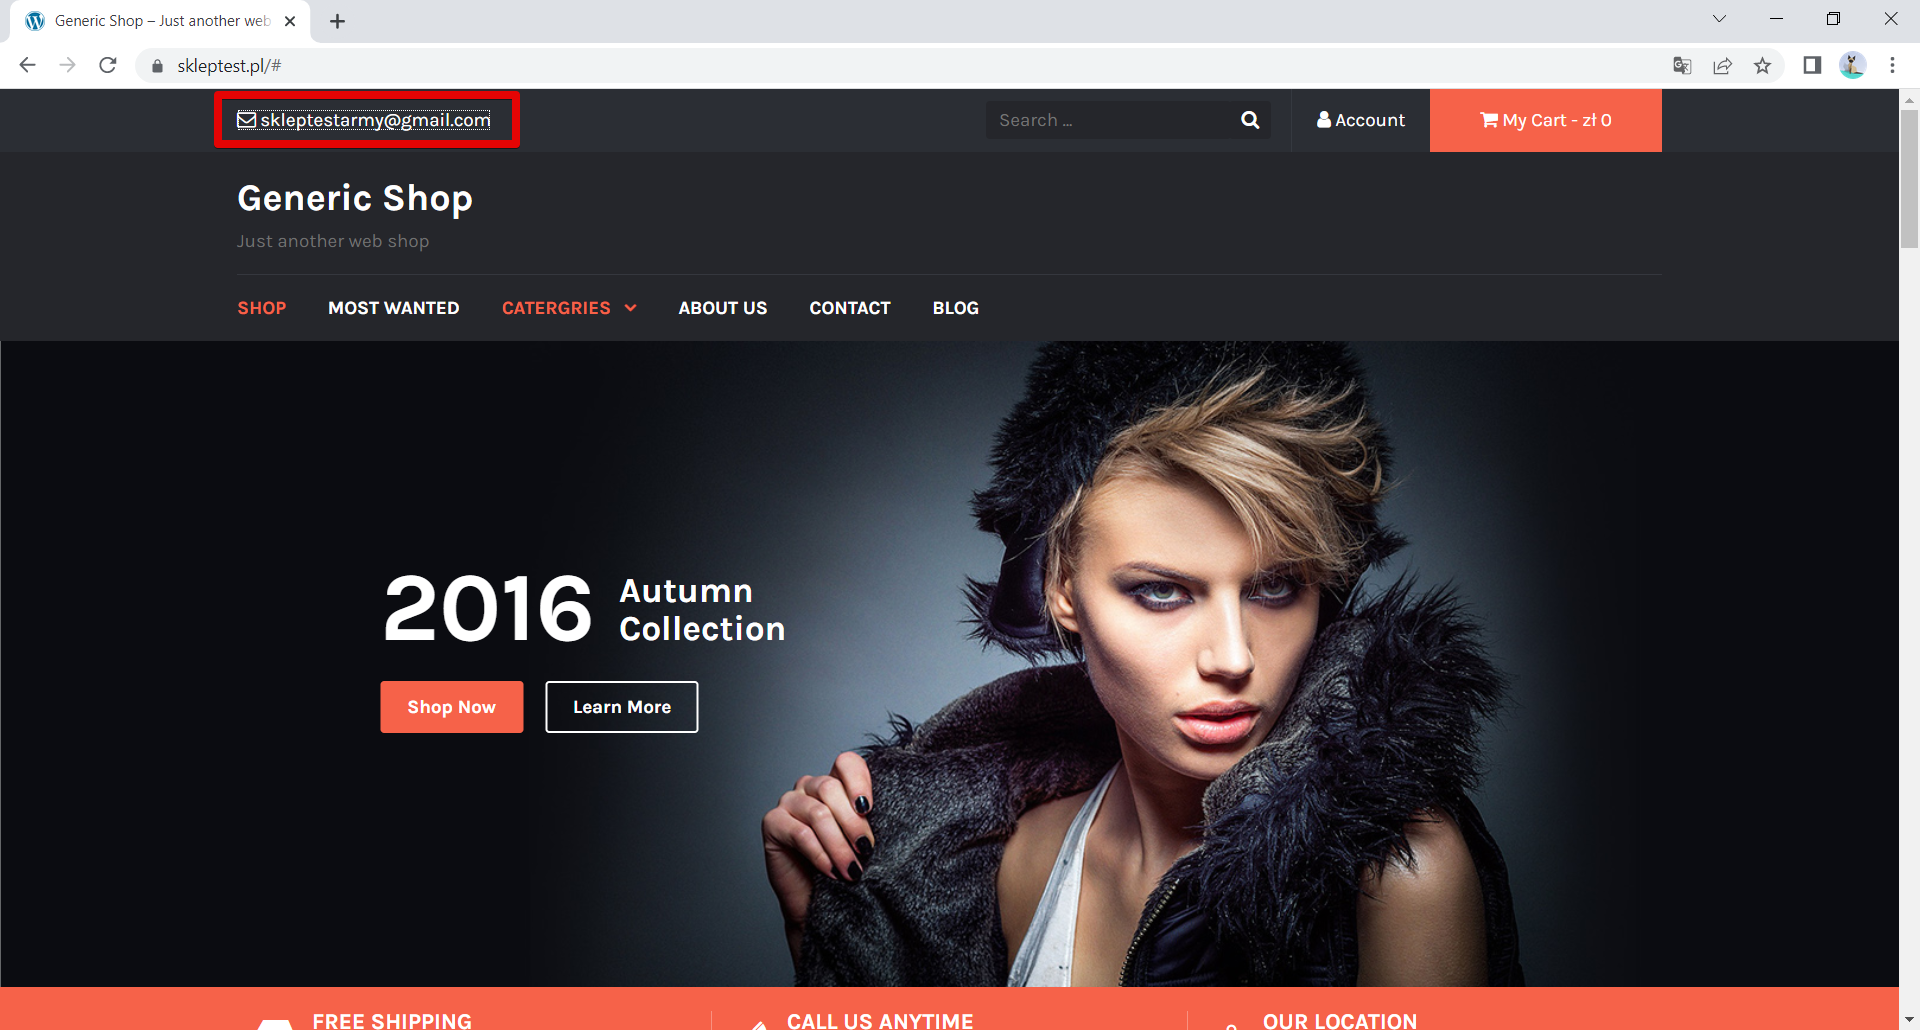 Generic Shop – Just another web
skleptest.pl/#
skleptestarmy@gmail.com
Search ...
Account
My Cart - zł 0
Generic Shop
Just another web shop
SHOP
MOST WANTED
CATERGRIES
ABOUT US
CONTACT
BLOG
2016
Autumn
Collection
Shop Now
Learn More
FREE SHIPPING
CALL US ANYTIME
OUR LOCATION